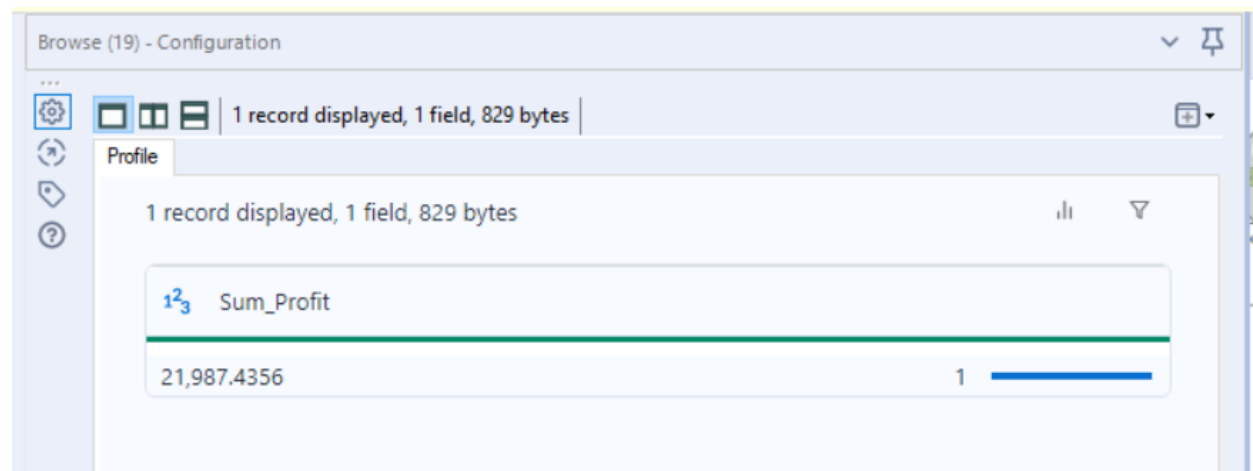 Browse (19) - Configuration
1 record displayed, 1 field, 829 bytes
Profile
1 record displayed, 1 field, 829 bytes
123 Sum_Profit
21,987.4356 1